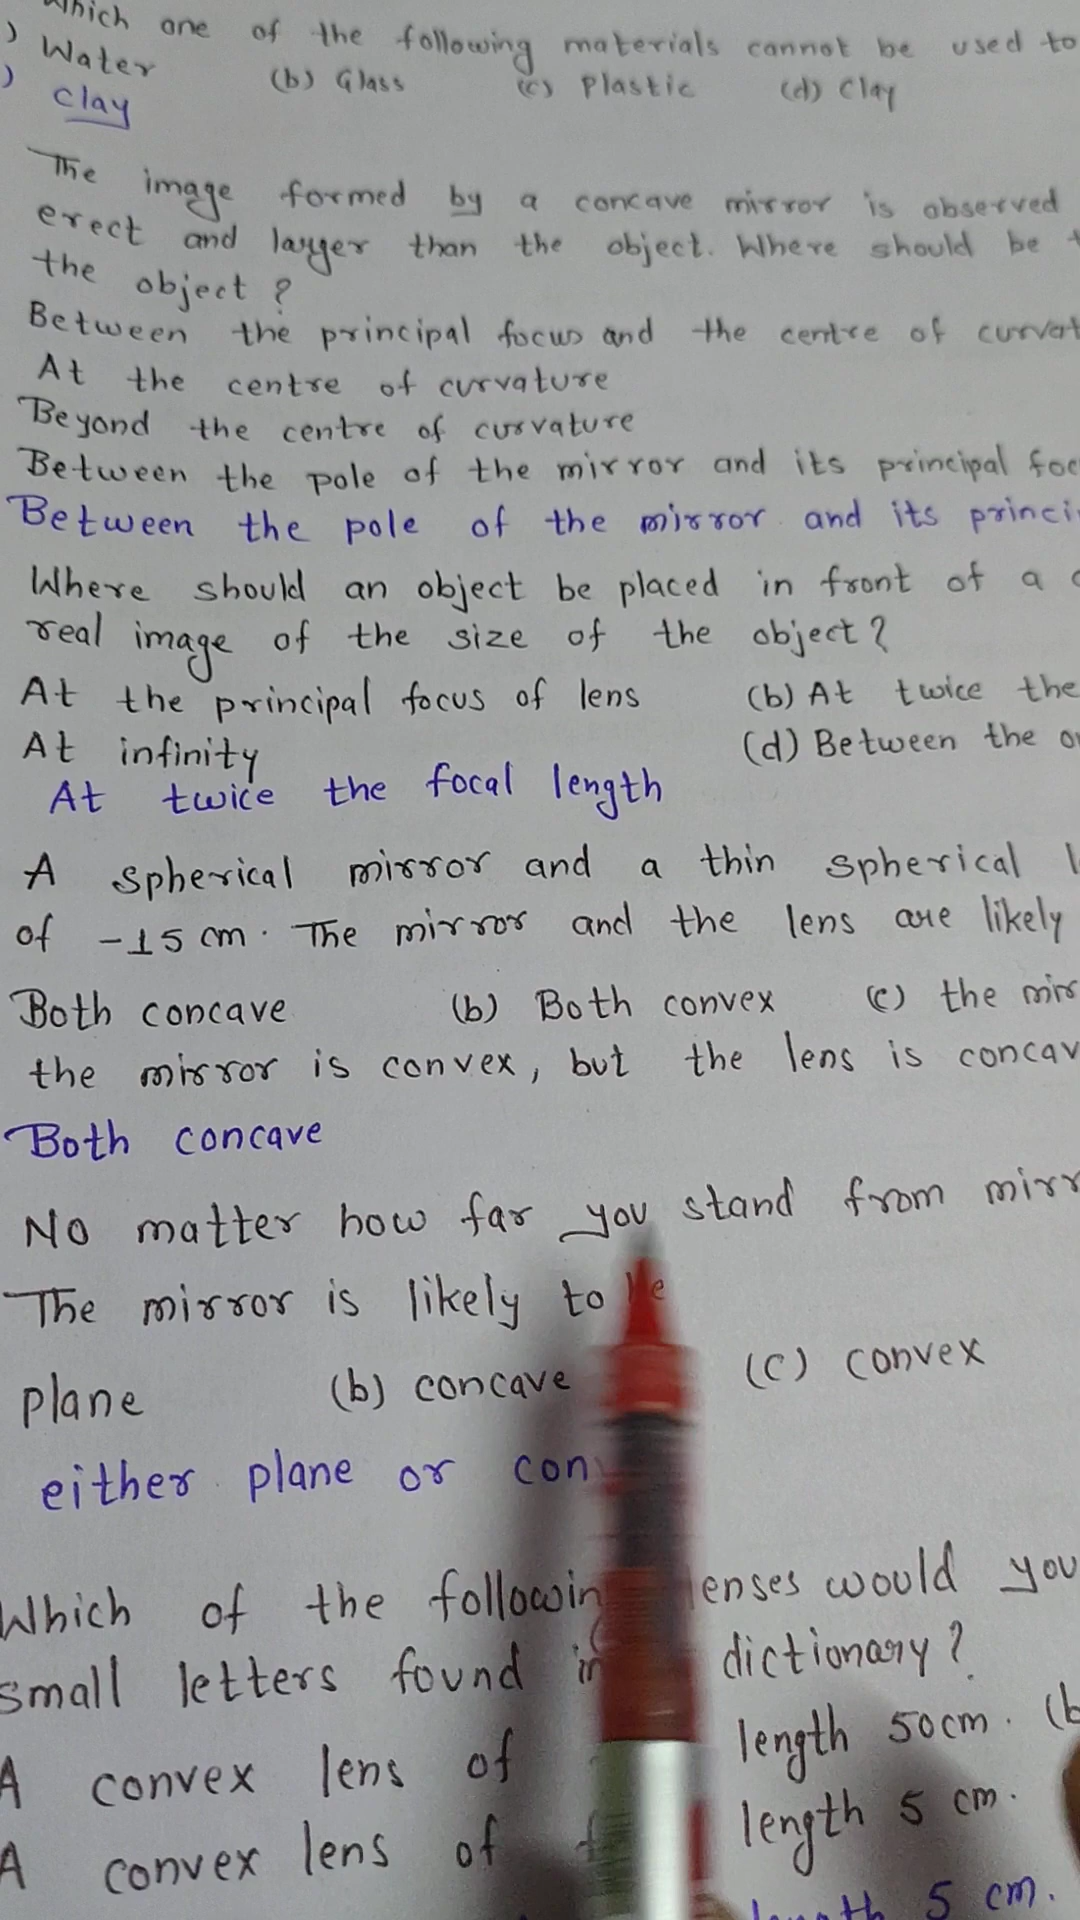 Which one of the following materials cannot be used to
Water (b) Glass (c) Plastic (d) Clay
Clay
The image formed by a concave mirror is observed
erect and larger than the object. Where should be
the object ?
Between the principal focus and the centre of
At the centre of curvature
Beyond the centre of curvature
Between the pole of the mirror and its principal
Between the pole of the mirror and its
Where should an object be placed in front of a
real image of the size of the object ?
At the principal focus of lens (b) At twice the
At infinity (d) Between the
At twice the focal length
A spherical mirror and a thin spherical
of -15 cm. The mirror and the lens are likely
Both concave (b) Both convex (c) the
the mirror is convex, but the lens is
Both concave
No matter how far you stand from
The mirror is likely to
plane (b) concave (c) convex
either plane or
Which of the would you
small letters found dictionary ?
A convex lens of length 50cm.
A convex lens of length 5 cm.
5 cm.